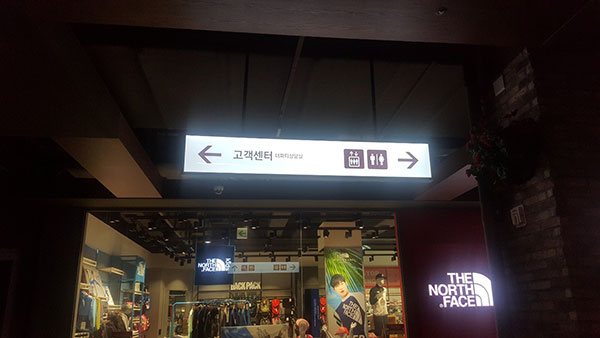 고객센터
THE
NORTH
FACE
BACK PACK
THE
NORTH
.FACE